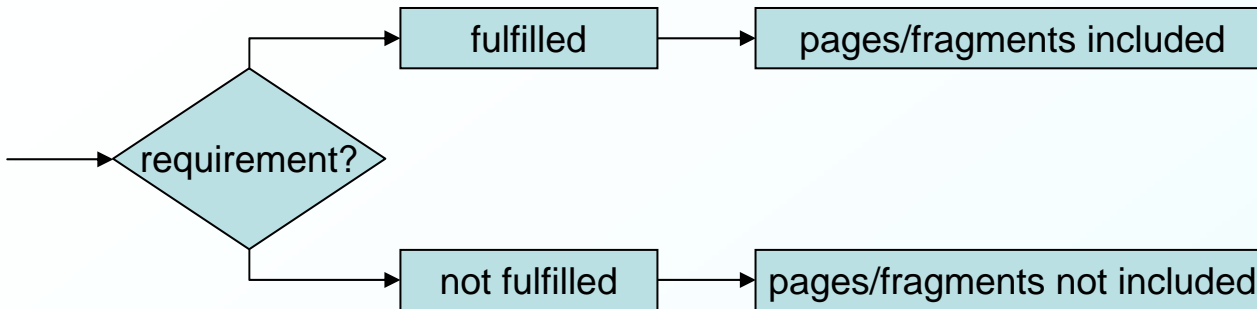 fulfilled
pages/fragments included
requirement?
not fulfilled
pages/fragments not included